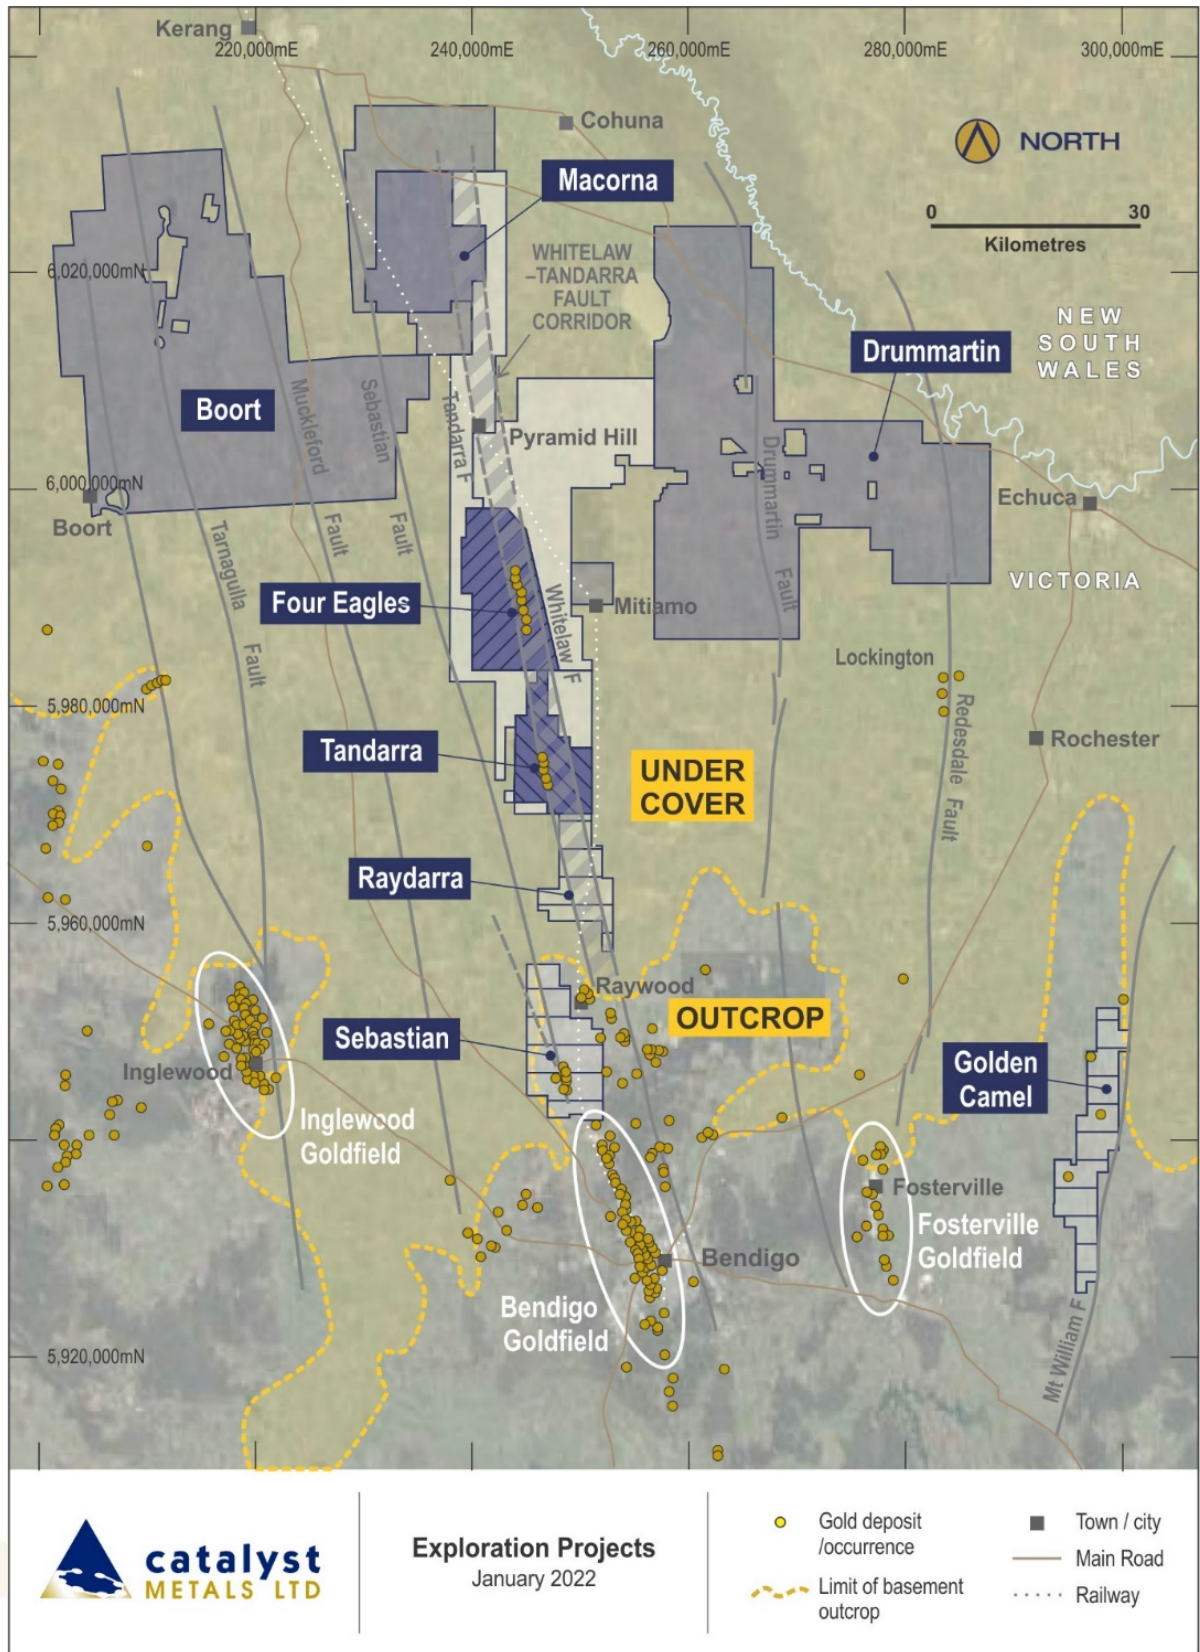 Kerang
220,000mE
240,000mE
260,000mE
280,000mE
300,000mE
Cohuna
NORTH
Macorna
0
30
Kilometres
WHITELAW
–TANDARRA
FAULT
CORRIDOR
6,020,000mN
NEW
SOUTH
WALES
Drummartin
Boort
Muckleford
Fault
Sebastian
Fault
Tandarra F
Pyramid Hill
Drummartin
Fault
6,000,000mN
Boort
Echuca
Tarnagulla
Fault
VICTORIA
Four Eagles
Whitelaw F
Mitiamo
Lockington
5,980,000mN
Redesdale
Fault
Rochester
Tandarra
UNDER
COVER
Raydarra
5,960,000mN
Raywood
OUTCROP
Sebastian
Inglewood
Golden
Camel
Inglewood
Goldfield
Fosterville
Fosterville
Goldfield
Bendigo
Bendigo
Goldfield
Mt William F
5,920,000mN
catalyst
METALS LTD
Exploration Projects
January 2022
Gold deposit
/occurrence
Limit of basement
outcrop
Town / city
Main Road
Railway